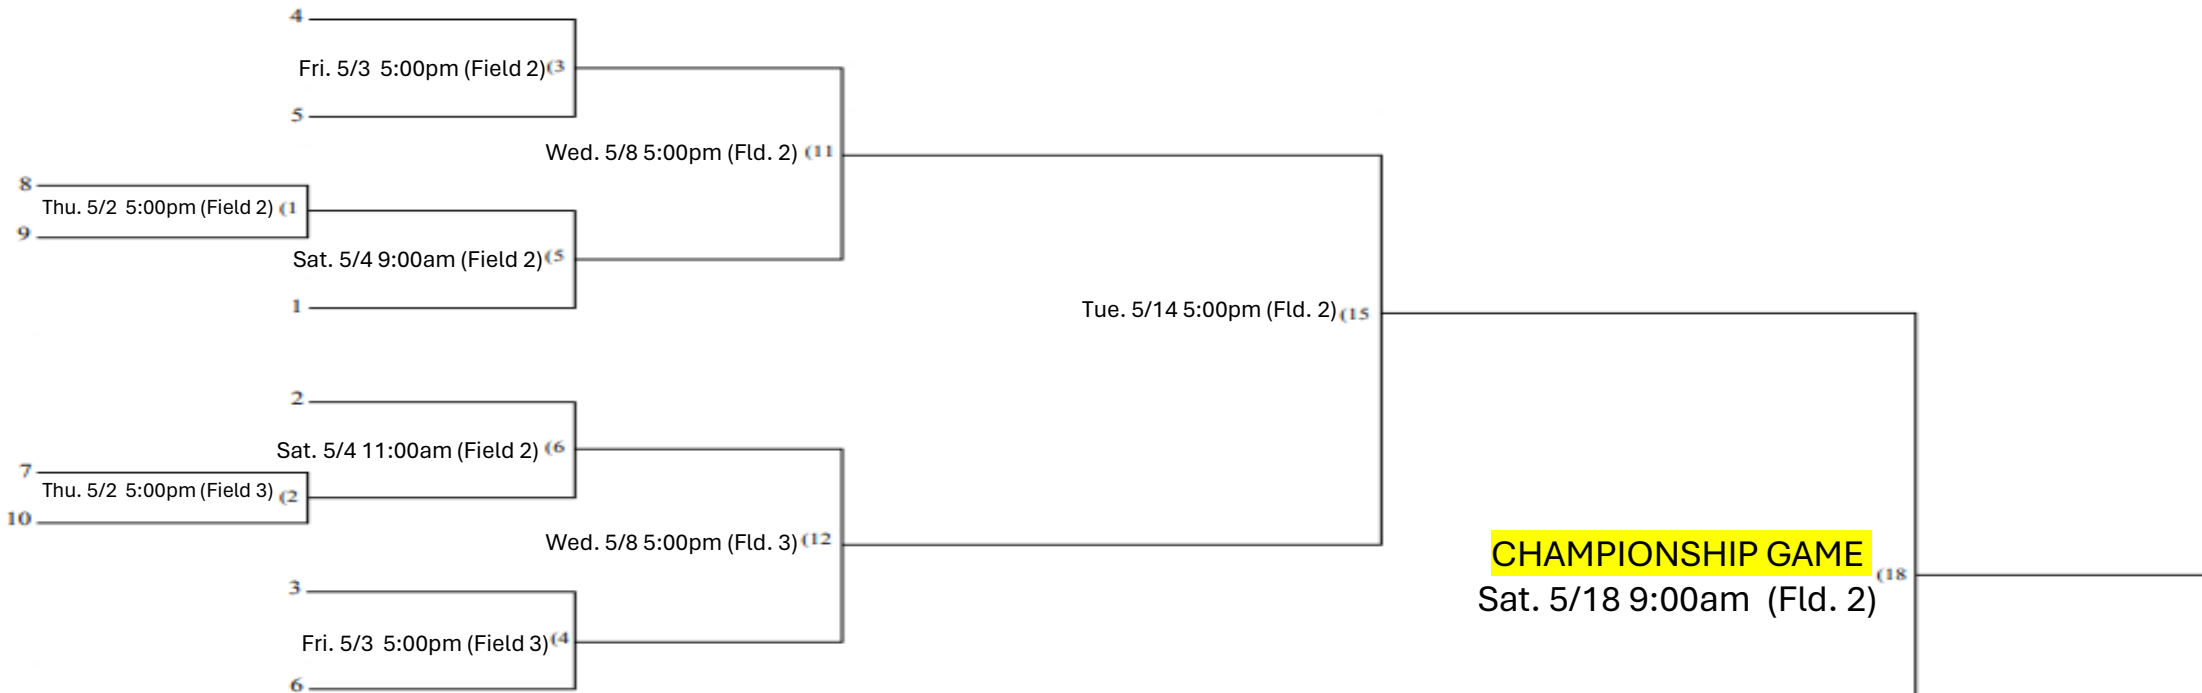 4
Fri. 5/3 5:00pm (Field 2) (3
5
Wed. 5/8 5:00pm (Fld. 2) (11
8
Thu. 5/2 5:00pm (Field 2) (1
9
Sat. 5/4 9:00am (Field 2) (5
1
Tue. 5/14 5:00pm (Fld. 2) (15
2
Sat. 5/4 11:00am (Field 2) (6
7
Thu. 5/2 5:00pm (Field 3) (2
10
Wed. 5/8 5:00pm (Fld. 3) (12
CHAMPIONSHIP GAME
(18
Sat. 5/18 9:00am (Fld. 2)
3
Fri. 5/3 5:00pm (Field 3) (4
6